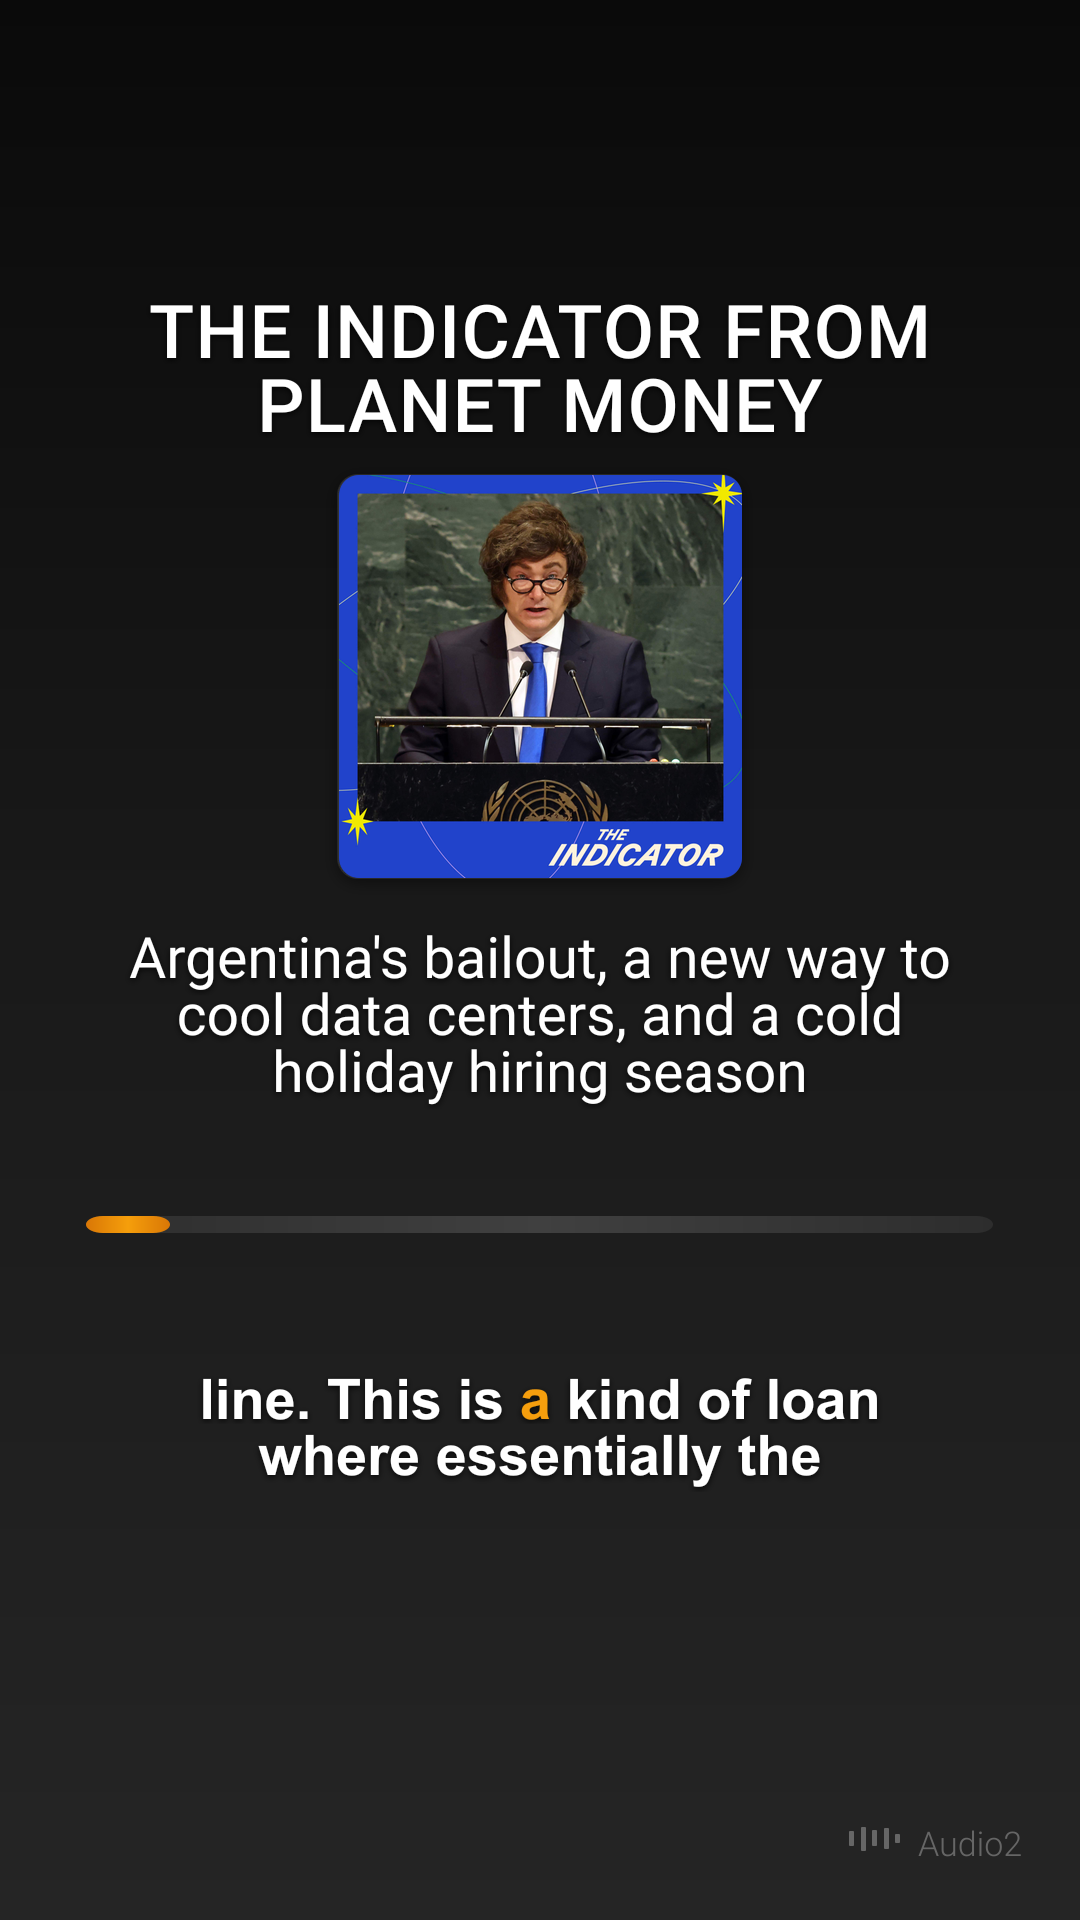 THE INDICATOR FROM
PLANET MONEY
THE
INDICATOR
Argentina's bailout, a new way to
cool data centers, and a cold
holiday hiring season
line. This is a kind of loan
where essentially the
Audio2